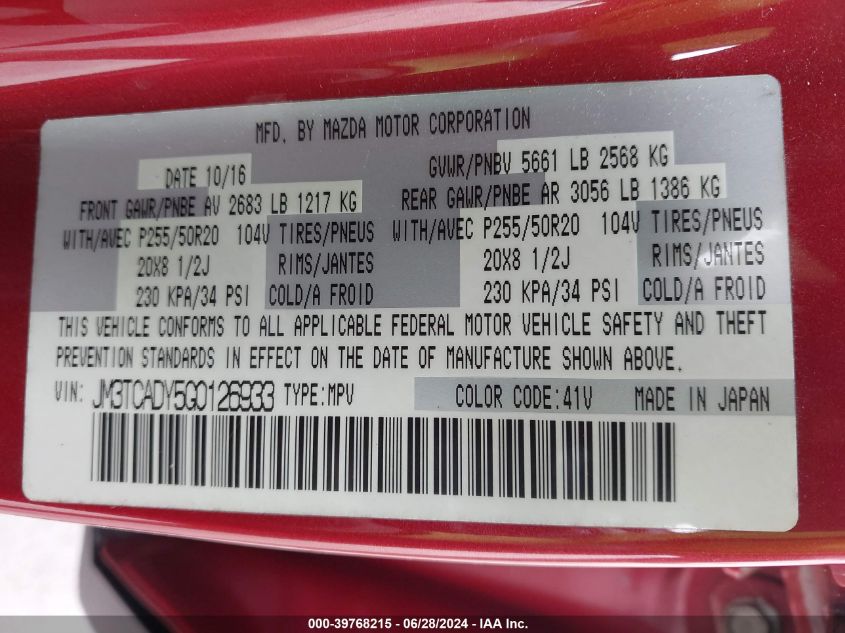 MFD. BY MAZDA MOTOR CORPORATION
DATE 10/16 GVWR/PNBV 5661 LB 2568 KG
FRONT GAWR/PNBE AV 2683 LB 1217 KG REAR GAWR/PNBE AR 3056 LB 1386 KG
WITH/AVEC P255/50R20 104V TIRES/PNEUS WITH/AVEC P255/50R20 104V TIRES/PNEUS
20X8 1/2J RIMS/JANTES 20X8 1/2J RIMS/JANTES
230 KPA/34 PSI COLD/A FROID 230 KPA/34 PSI COLD/A FROID
THIS VEHICLE CONFORMS TO ALL APPLICABLE FEDERAL MOTOR VEHICLE SAFETY AND THEFT
PREVENTION STANDARDS IN EFFECT ON THE DATE OF MANUFACTURE SHOWN ABOVE.
VIN: JM3TCADY5G0126933 TYPE:MPV COLOR CODE:41V MADE IN JAPAN
000-39768215 - 06/28/2024 - IAA Inc.